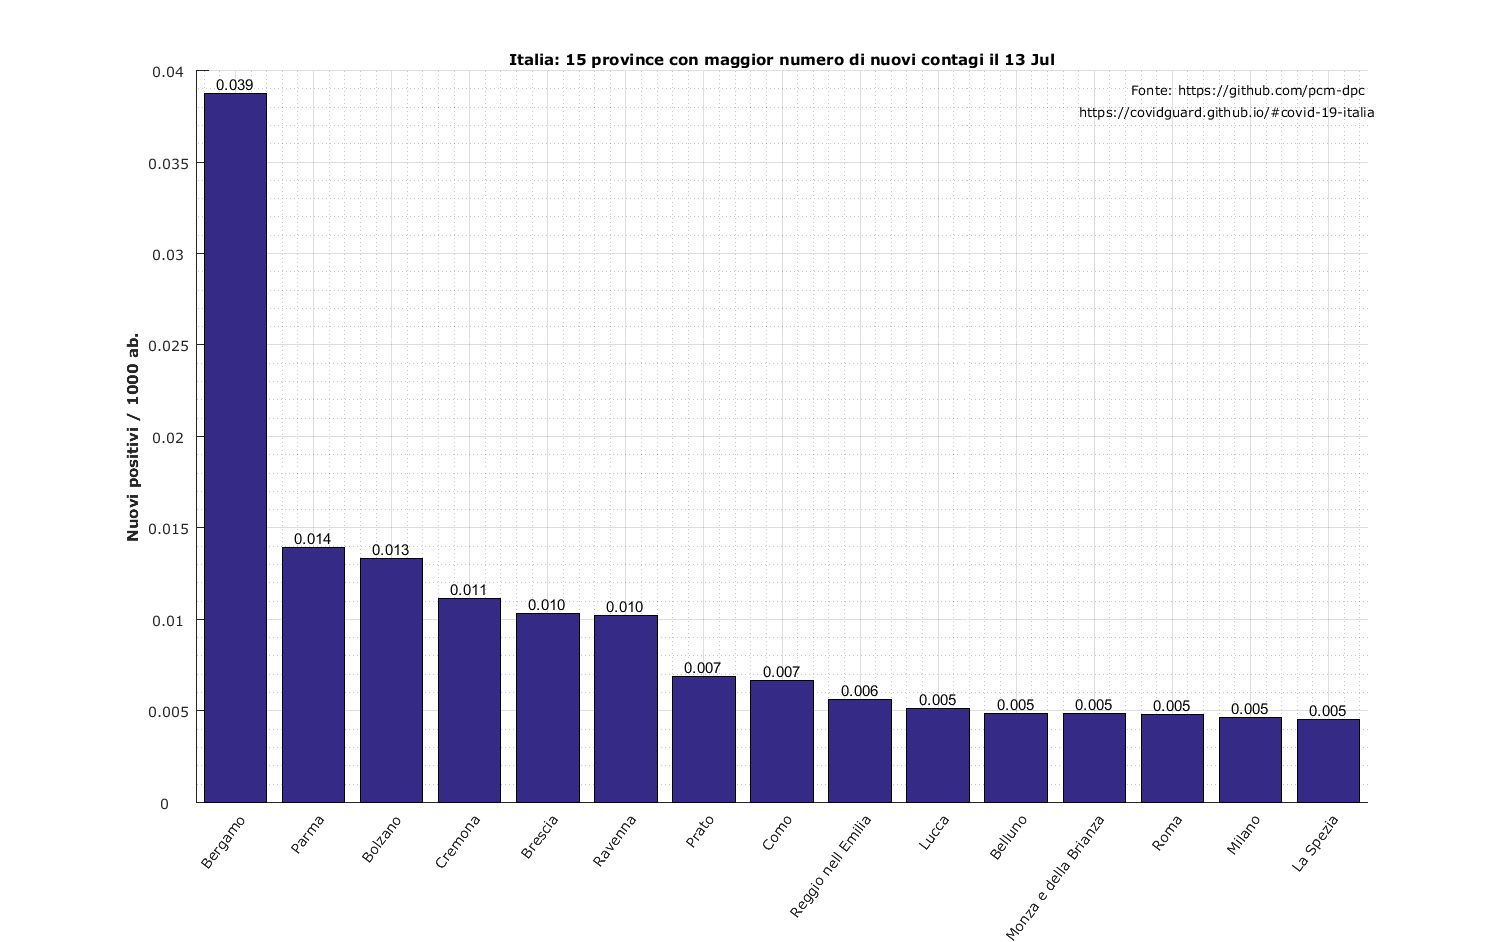 Italia: 15 province con maggior numero di nuovi contagi il 13 Jul
Fonte: https://github.com/pcm-dpc
https://covidguard.github.io/#covid-19-italia
Nuovi positivi / 1000 ab.
0.04
0.035
0.03
0.025
0.02
0.015
0.01
0.005
0
0.039
0.014
0.013
0.011
0.010
0.010
0.007
0.007
0.006
0.005
0.005
0.005
0.005
0.005
0.005
Bergamo
Parma
Bolzano
Cremona
Brescia
Ravenna
Prato
Como
Reggio nell Emilia
Lucca
Belluno
Monza e della Brianza
Roma
Milano
La Spezia